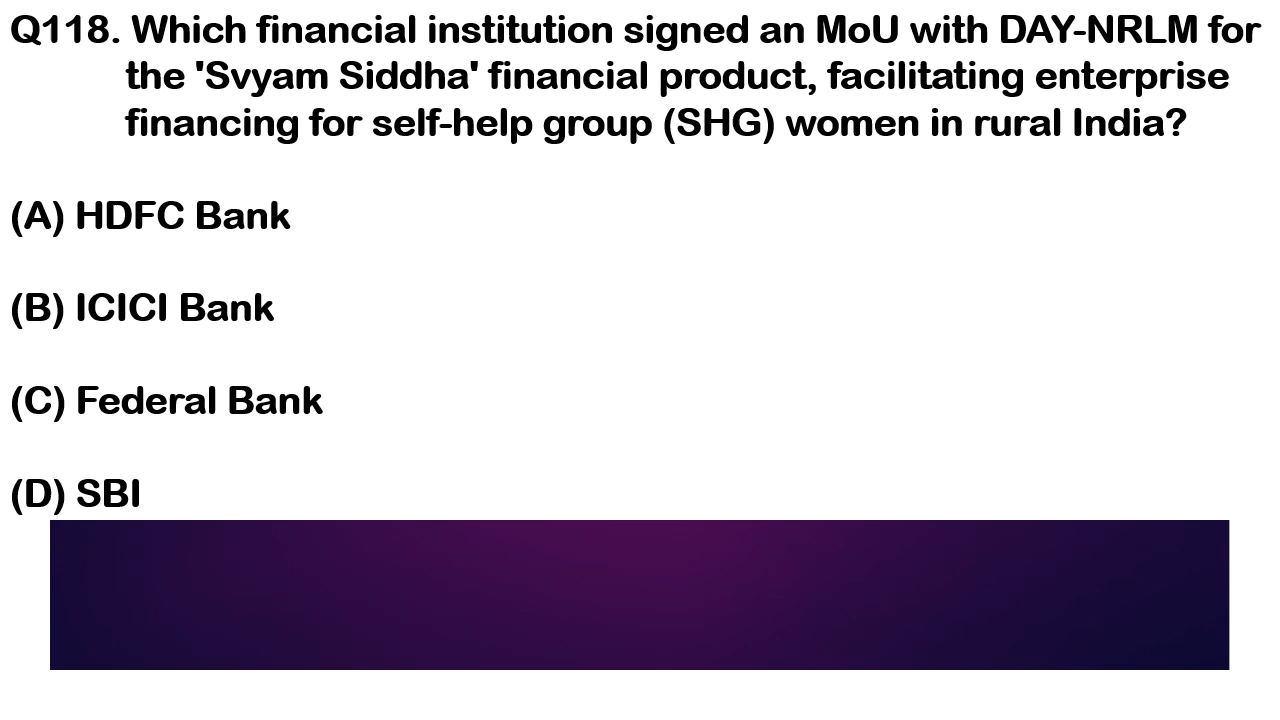 Q118. Which financial institution signed an MoU with DAY-NRLM for
the 'Svyam Siddha' financial product, facilitating enterprise
financing for self-help group (SHG) women in rural India?
(A) HDFC Bank
(B) ICICI Bank
(C) Federal Bank
(D) SBI